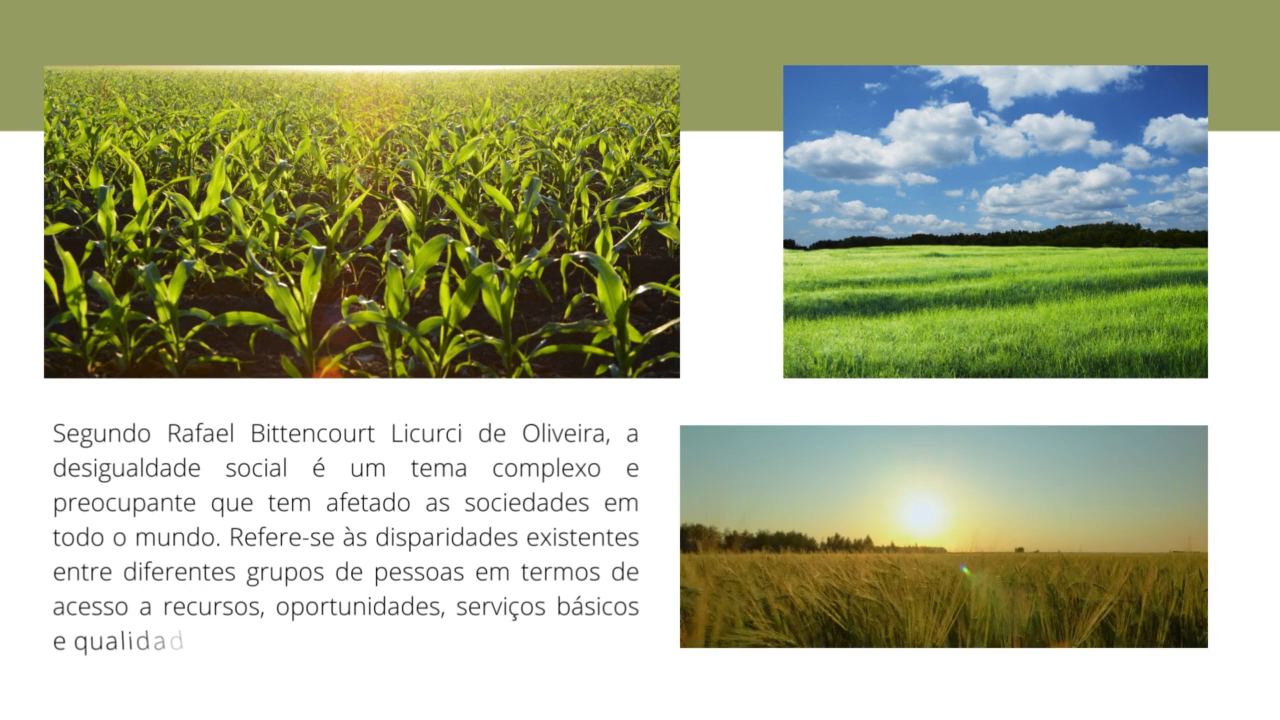 Segundo Rafael Bittencourt Licurci de Oliveira, a
desigualdade social é um tema complexo e
preocupante que tem afetado as sociedades em
todo o mundo. Refere-se às disparidades existentes
entre diferentes grupos de pessoas em termos de
acesso a recursos, oportunidades, serviços básicos
e qualidad